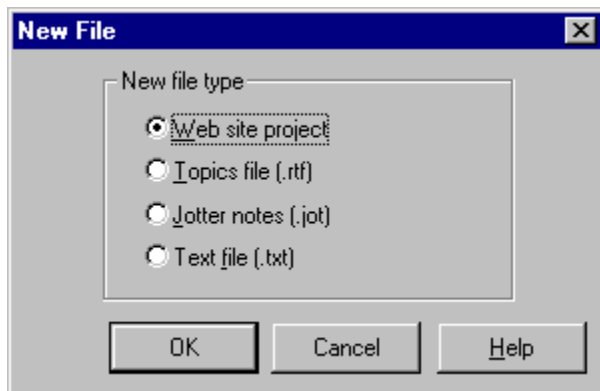 New File
New file type
Web site project
Topics file (.rtf)
Jotter notes (.jot)
Text file (.txt)
OK Cancel Help